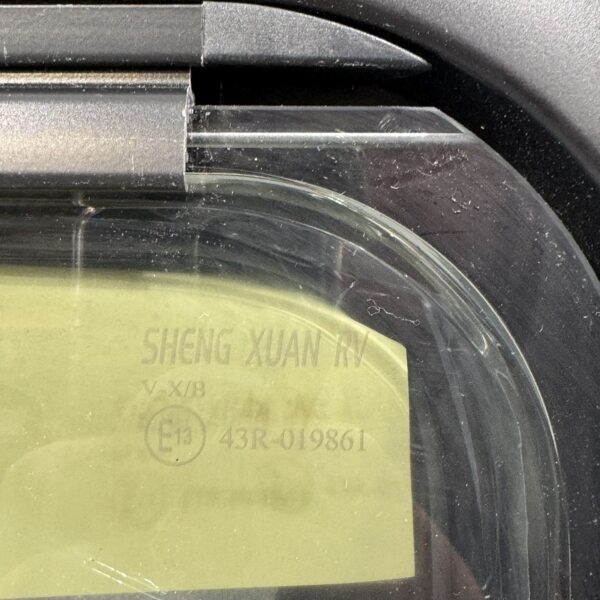 SHENG XUAN RV
V-X/B
E13 43R-019861